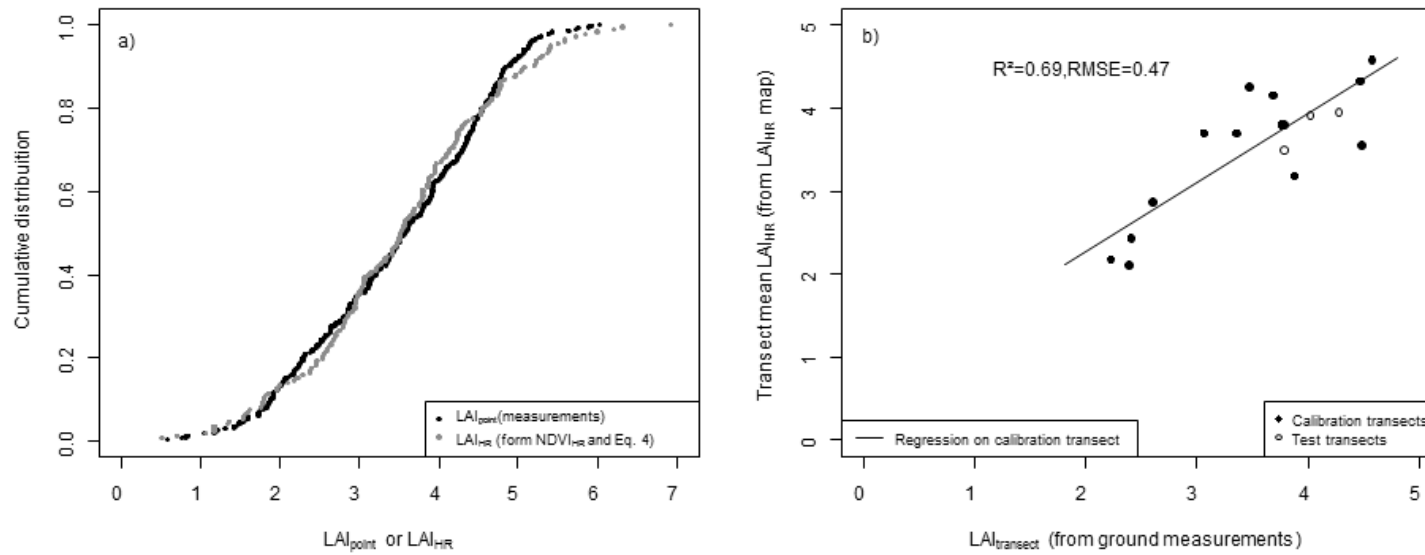 a)
Cumulative distribution
1.0
0.8
0.6
0.4
0.2
0.0
LAIpoint(measurements)
LAIHR (form NDVIHR and Eq. 4)
0 1 2 3 4 5 6 7
LAIpoint or LAIHR
b)
R²=0.69,RMSE=0.47
Transect mean LAIHR (from LAIHR map)
5
4
3
2
1
0
Regression on calibration transect
Calibration transects
Test transects
0 1 2 3 4 5
LAItransect (from ground measurements)